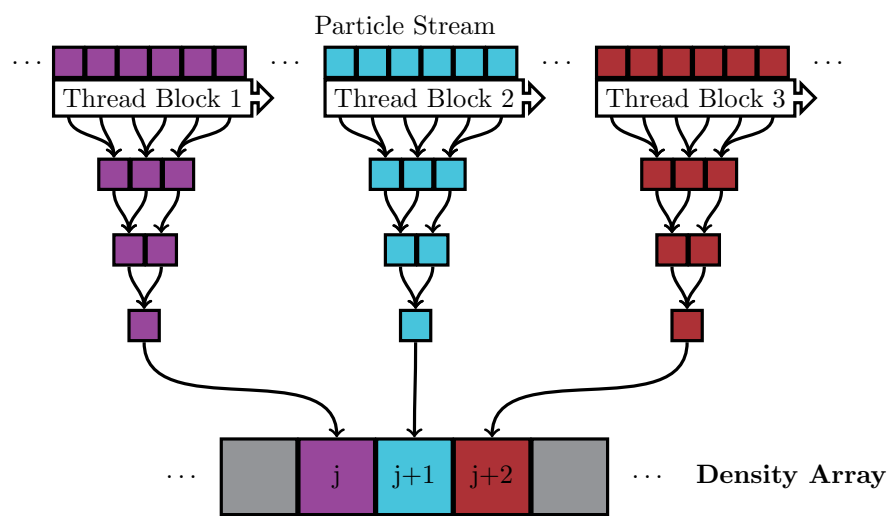 Particle Stream
... ... ... ...
Thread Block 1 Thread Block 2 Thread Block 3
... j j+1 j+2 ... Density Array